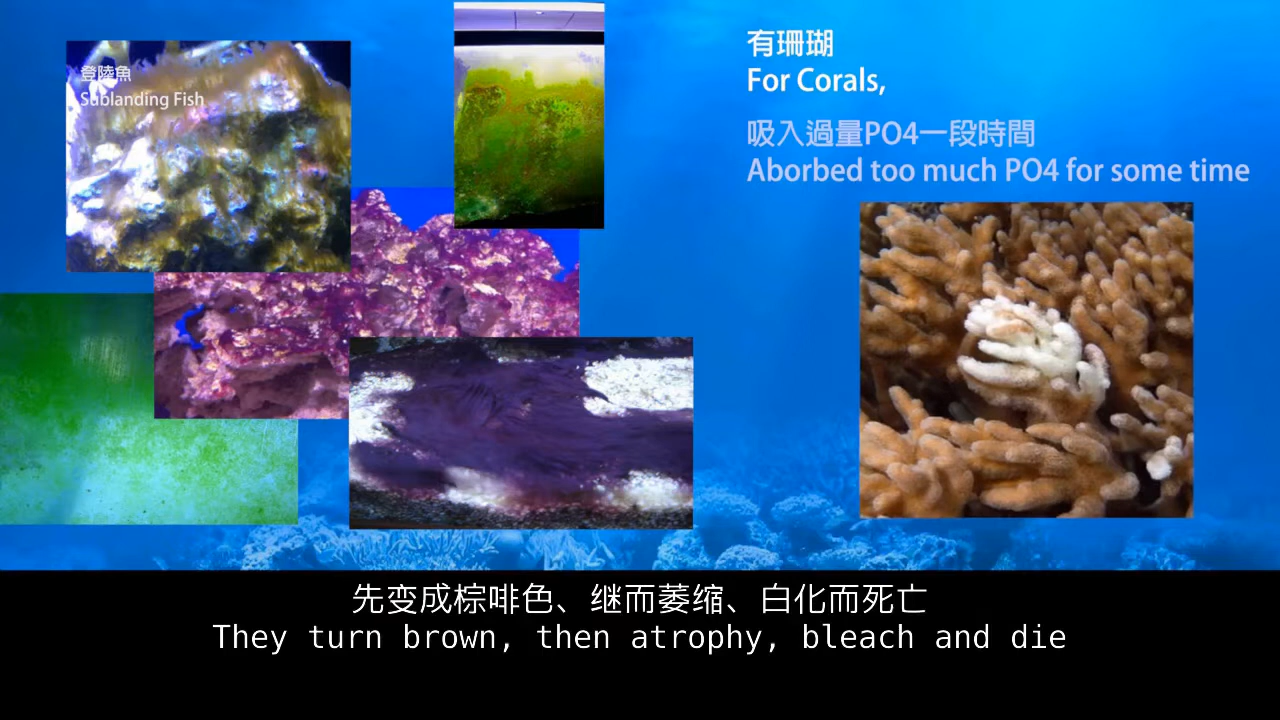 登陸魚
Sublanding Fish
有珊瑚
For Corals,
吸入過量PO4一段時間
Aborbed too much PO4 for some time
先变成棕啡色、继而萎缩、白化而死亡
They turn brown, then atrophy, bleach and die